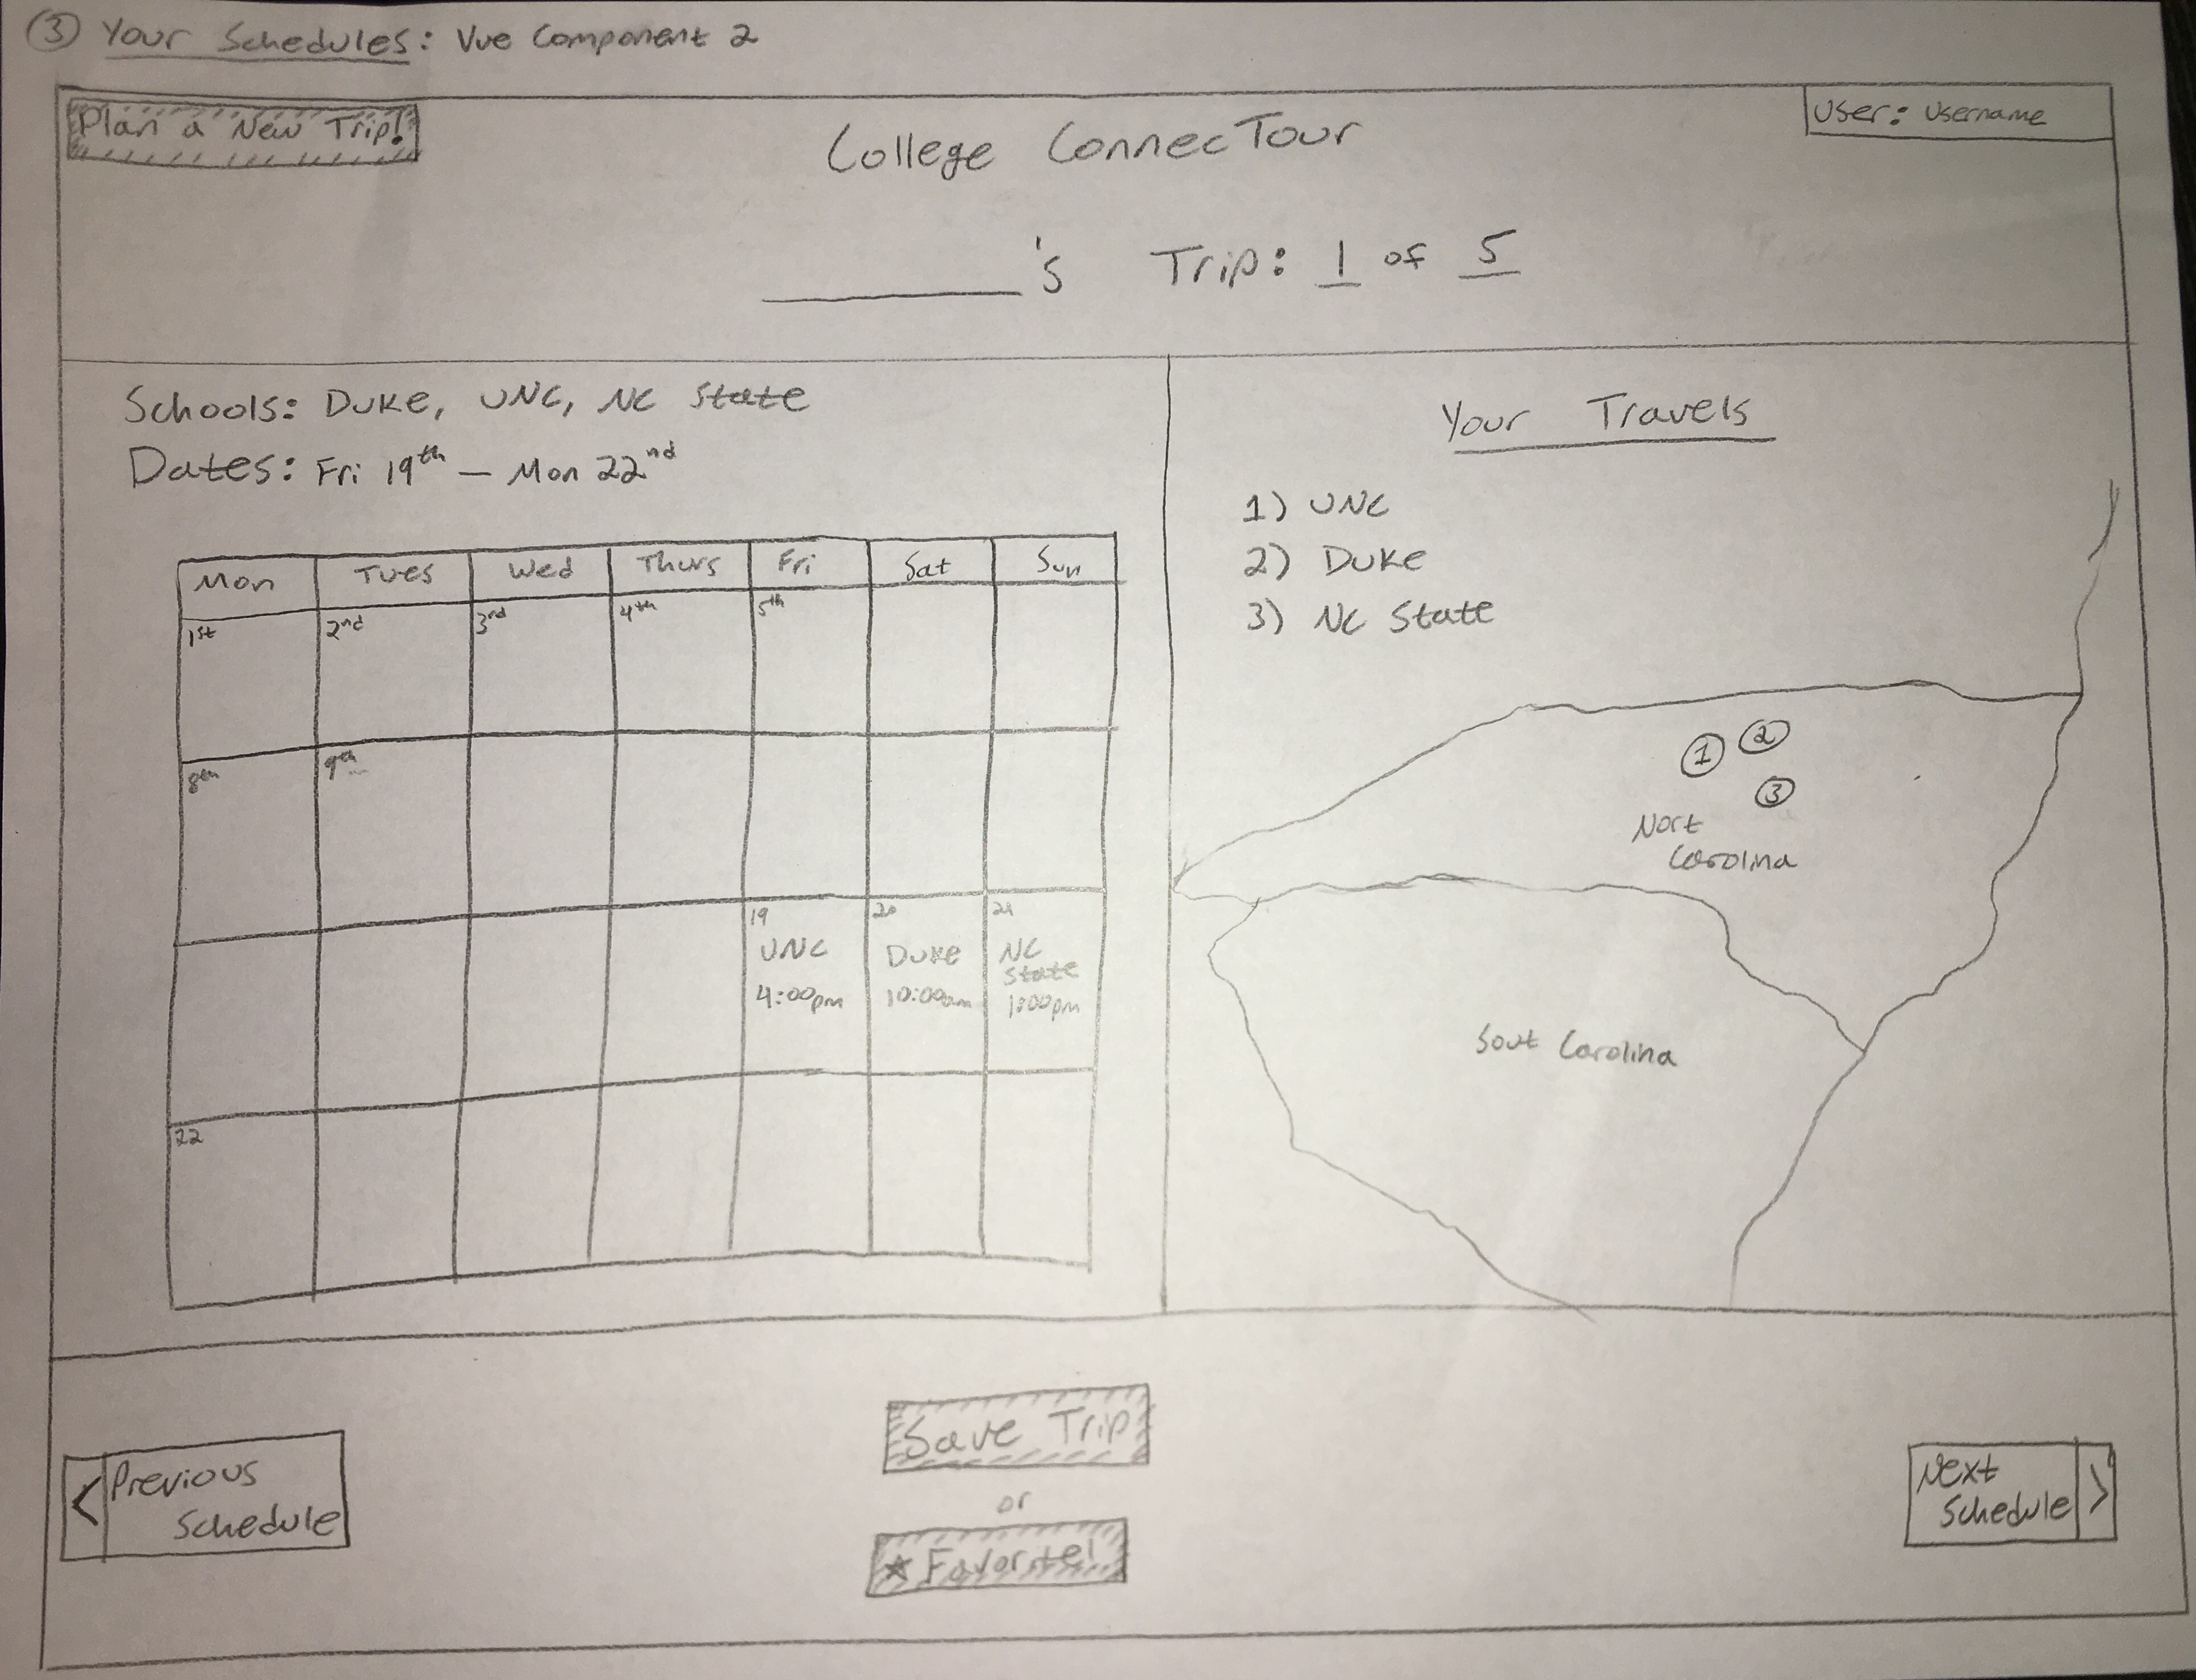 ③ Your Schedules: Vue Component 2
Plan a New Trip!
College ConnecTour
User: Username
______'s Trip: 1 of 5
Schools: Duke, UNC, NC State
Dates: Fri 19th — Mon 22nd
Mon Tues Wed Thurs Fri Sat Sun
1st 2nd 3rd 4th 5th
8th 9th
19 20 21
UNC Duke NC State
4:00pm 10:00am 1:00pm
22
Your Travels
1) UNC
2) Duke
3) NC State
① ②
③
Nort
Carolina
Sout Carolina
< Previous
Schedule
Save Trip
or
★ Favorite!
Next
Schedule >